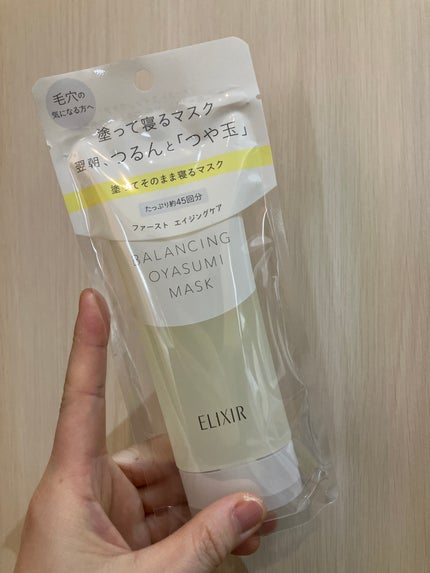 毛穴の
気になる方へ
塗って寝るマスク
翌朝、つるんと「つや玉」
塗ってそのまま寝るマスク
たっぷり約45回分
ファースト エイジングケア
BALANCING
OYASUMI
MASK
ELIXIR